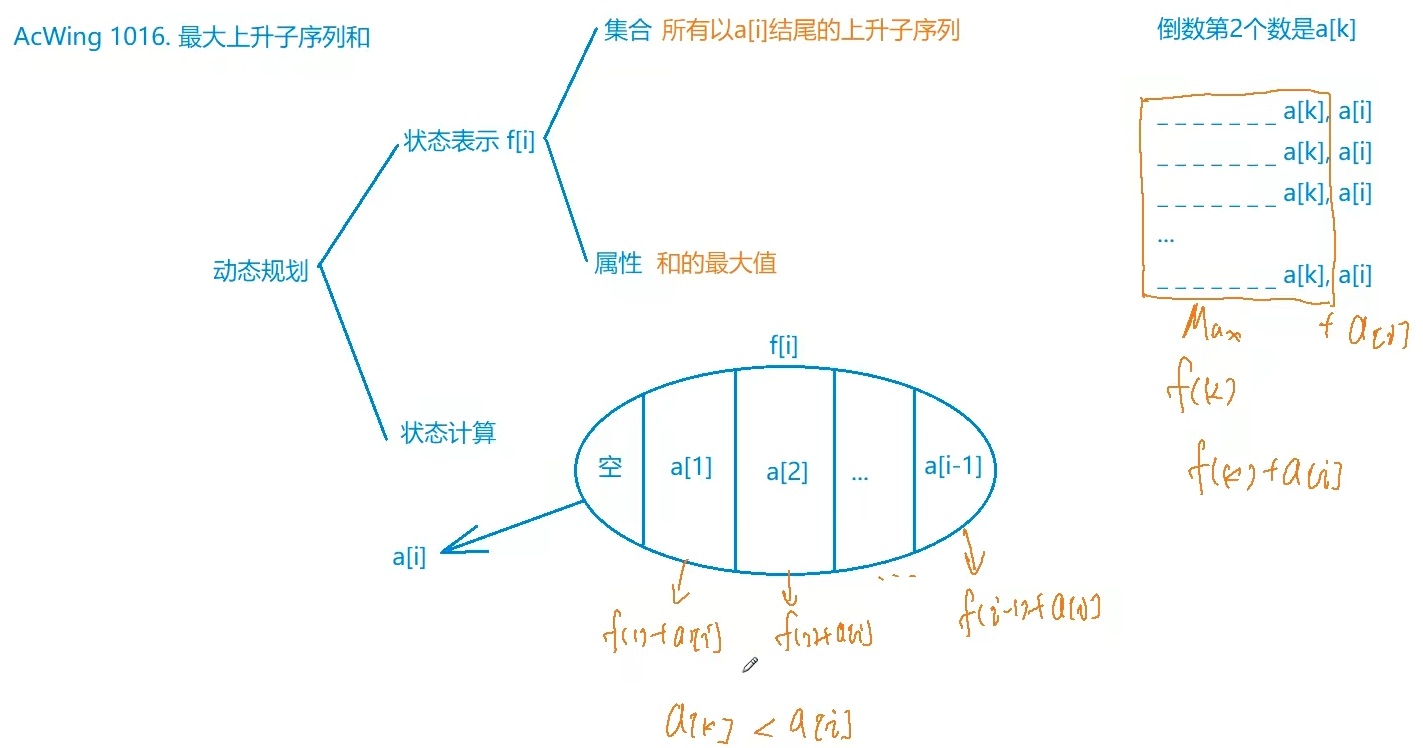 AcWing 1016. 最大上升子序列和
集合 所有以a[i]结尾的上升子序列
倒数第2个数是a[k]
_ _ _ _ _ _ _ a[k], a[i]
_ _ _ _ _ _ _ a[k], a[i]
_ _ _ _ _ _ _ a[k], a[i]
...
_ _ _ _ _ _ _ a[k], a[i]
Max + a[i]
f(k)
f(k)+a[i]
状态表示 f[i]
属性 和的最大值
动态规划
状态计算
f[i]
空 a[1] a[2] ... a[i-1]
a[i]
f(1)+a[i] f(2)+a[i] ... f(i-1)+a[i]
a[k] < a[i]